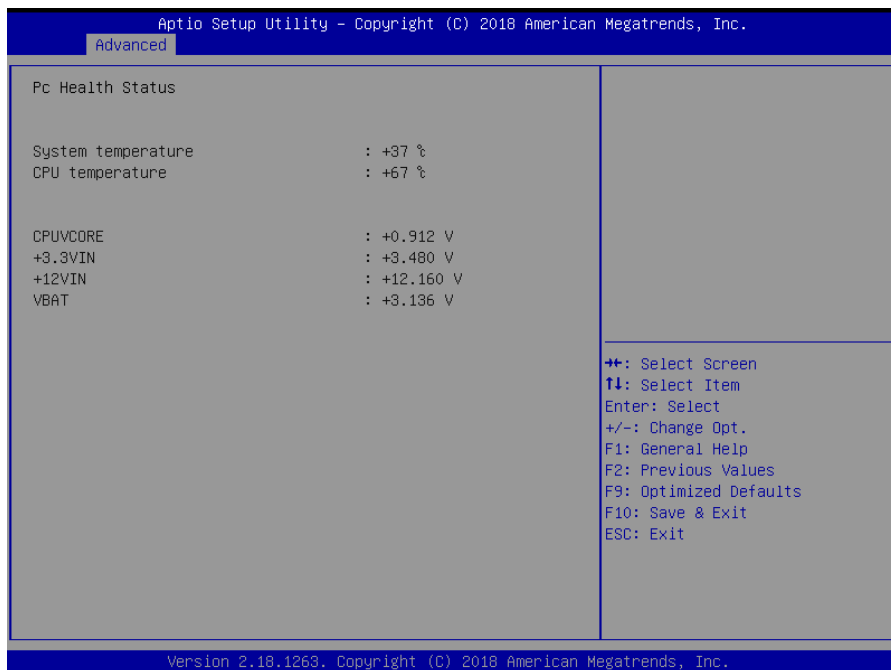 Aptio Setup Utility – Copyright (C) 2018 American Megatrends, Inc.
Advanced
Pc Health Status
System temperature : +37 ℃
CPU temperature : +67 ℃
CPUVCORE : +0.912 V
+3.3VIN : +3.480 V
+12VIN : +12.160 V
VBAT : +3.136 V
→←: Select Screen
↑↓: Select Item
Enter: Select
+/-: Change Opt.
F1: General Help
F2: Previous Values
F9: Optimized Defaults
F10: Save & Exit
ESC: Exit
Version 2.18.1263. Copyright (C) 2018 American Megatrends, Inc.